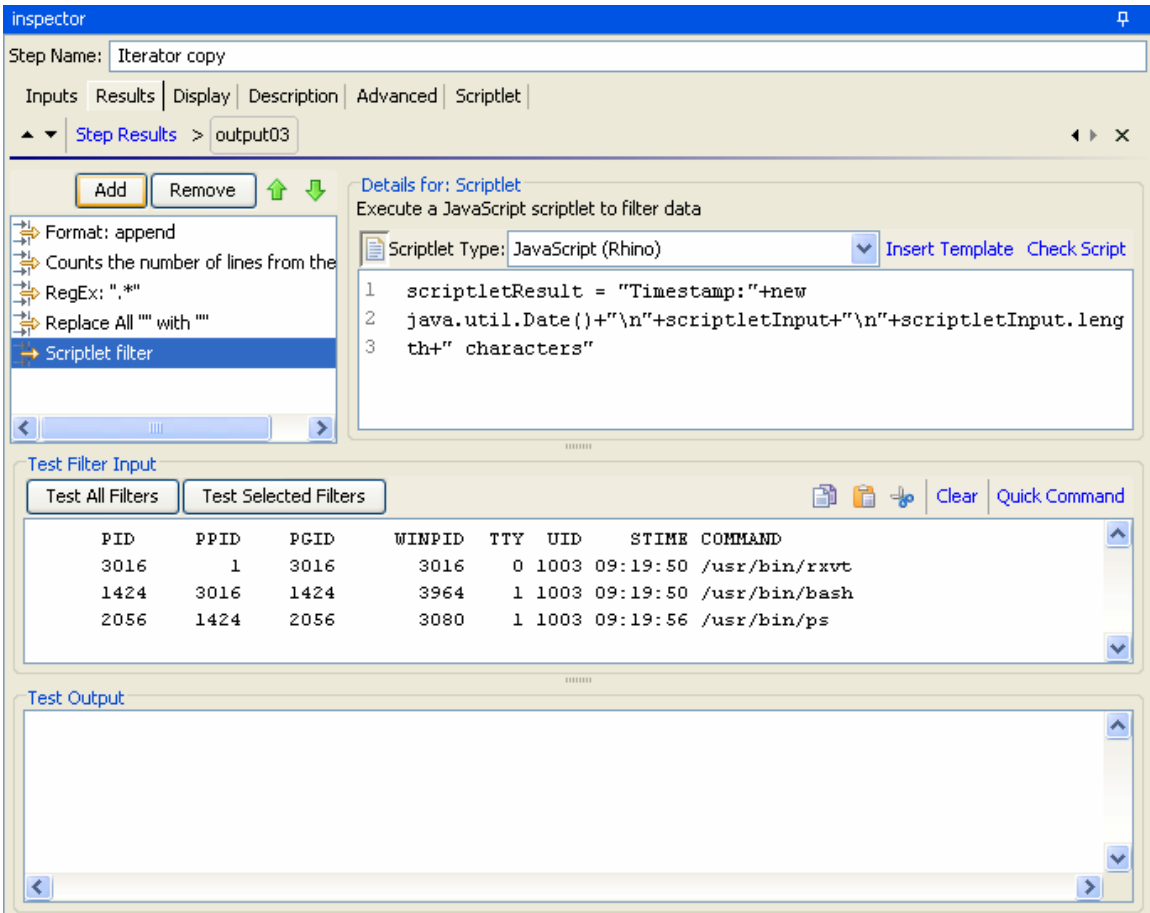 inspector
Step Name: Iterator copy
Inputs Results Display Description Advanced Scriptlet
Step Results > output03
Add Remove
Format: append
Counts the number of lines from the
RegEx: ".*"
Replace All "" with ""
Scriptlet filter
Details for: Scriptlet
Execute a JavaScript scriptlet to filter data
Scriptlet Type: JavaScript (Rhino) Insert Template Check Script
1 scriptletResult = "Timestamp:"+new
2 java.util.Date()+"\n"+scriptletInput+"\n"+scriptletInput.leng
3 th+" characters"
Test Filter Input
Test All Filters Test Selected Filters Clear Quick Command
PID PPID PGID WINPID TTY UID STIME COMMAND
3016 1 3016 3016 0 1003 09:19:50 /usr/bin/rxvt
1424 3016 1424 3964 1 1003 09:19:50 /usr/bin/bash
2056 1424 2056 3080 1 1003 09:19:56 /usr/bin/ps
Test Output